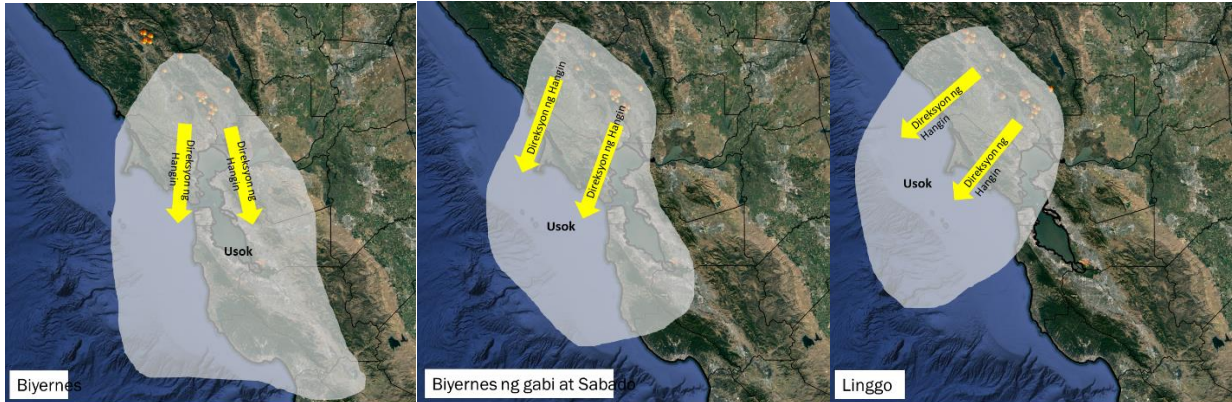 Direksyon ng
Hangin
Direksyon ng
Hangin
Usok
Biyernes
Direksyon ng Hangin
Direksyon ng Hangin
Usok
Biyernes ng gabi at Sabado
Direksyon ng
Hangin
Direksyon ng
Hangin
Usok
Linggo